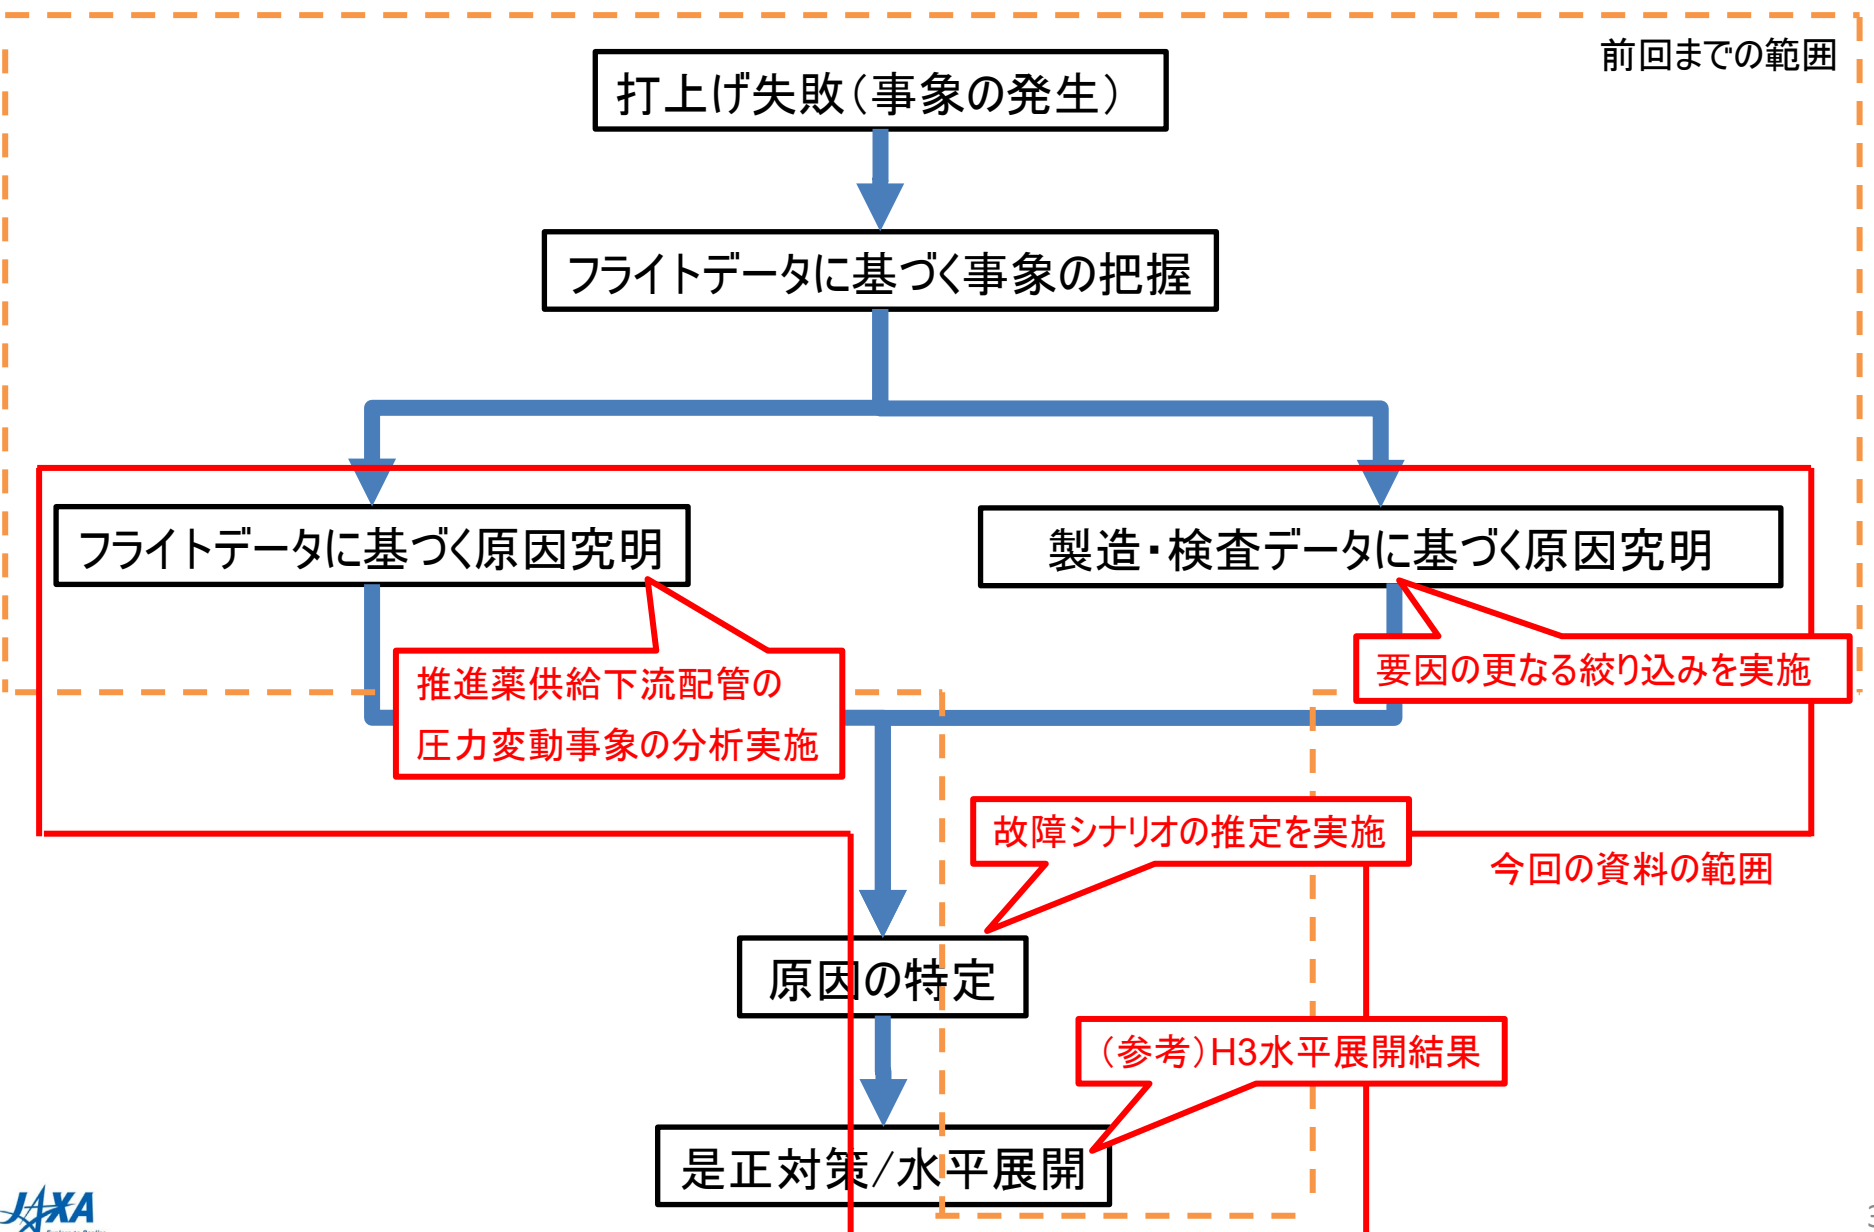 前回までの範囲
打上げ失敗(事象の発生)
フライトデータに基づく事象の把握
フライトデータに基づく原因究明
製造・検査データに基づく原因究明
推進薬供給下流配管の
圧力変動事象の分析実施
要因の更なる絞り込みを実施
故障シナリオの推定を実施
今回の資料の範囲
原因の特定
(参考)H3水平展開結果
是正対策/水平展開
JAXA